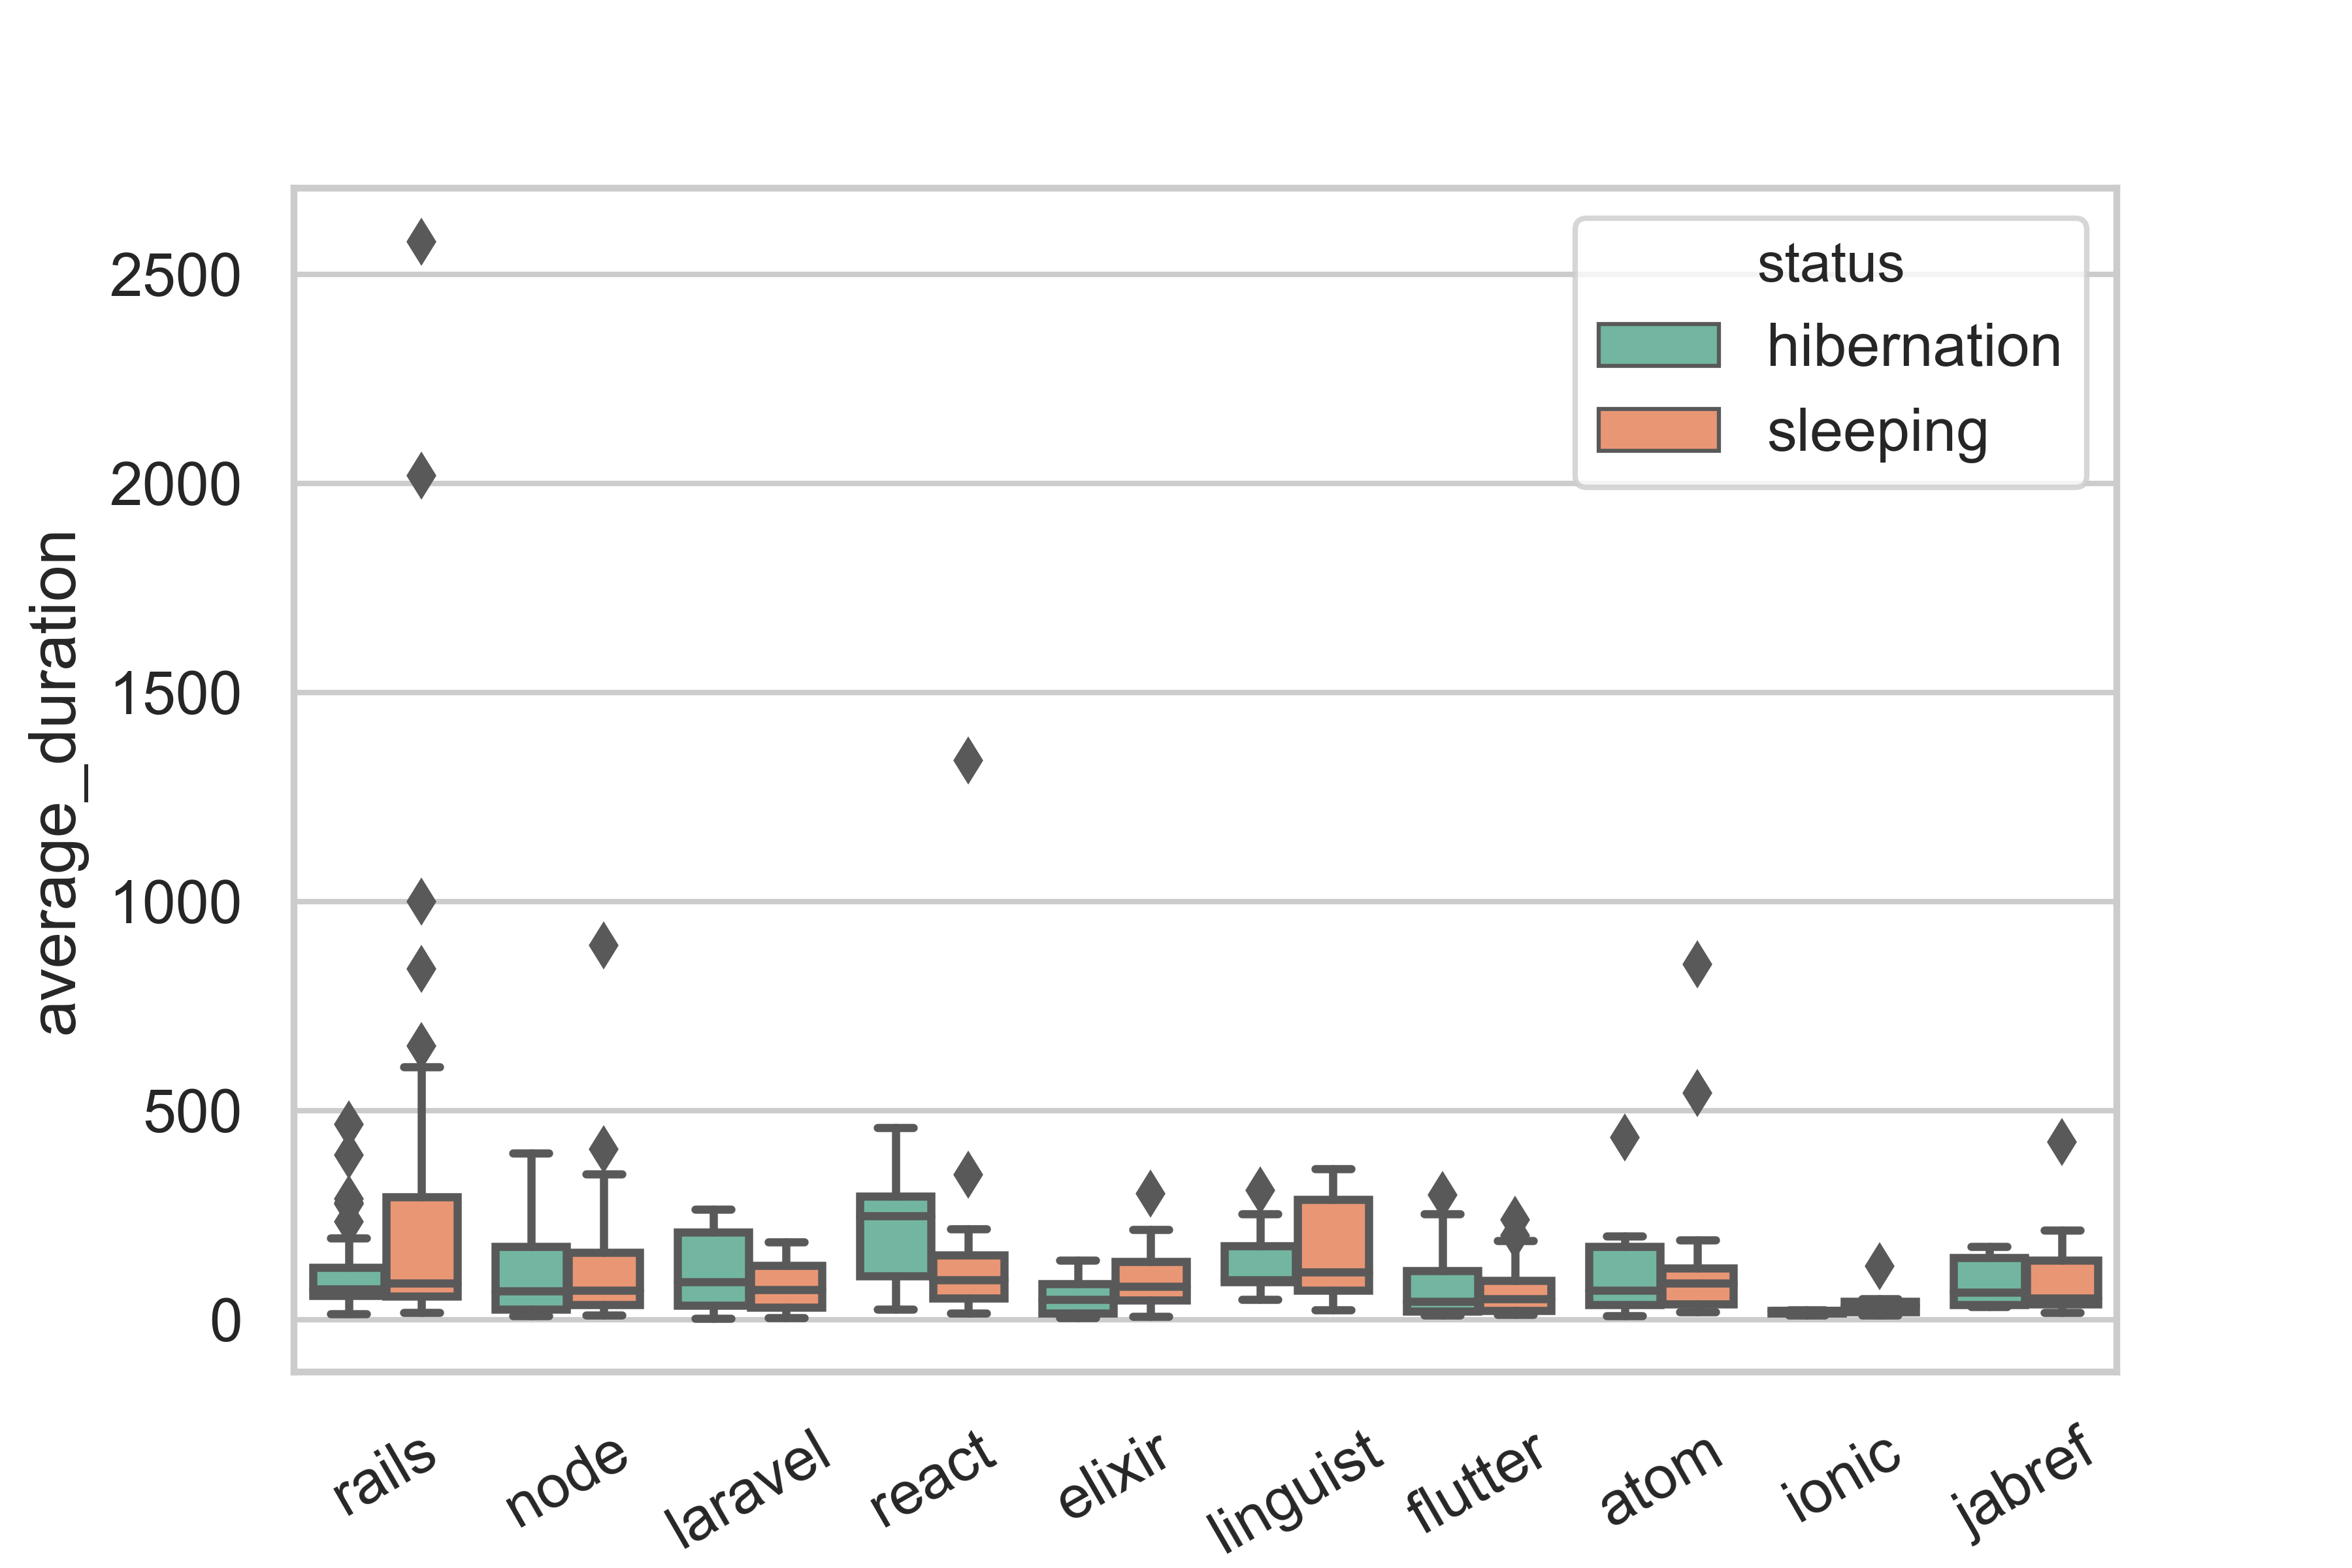 average_duration
2500
2000
1500
1000
500
0
status
hibernation
sleeping
rails
node
laravel
react
elixir
linguist
flutter
atom
ionic
jabref